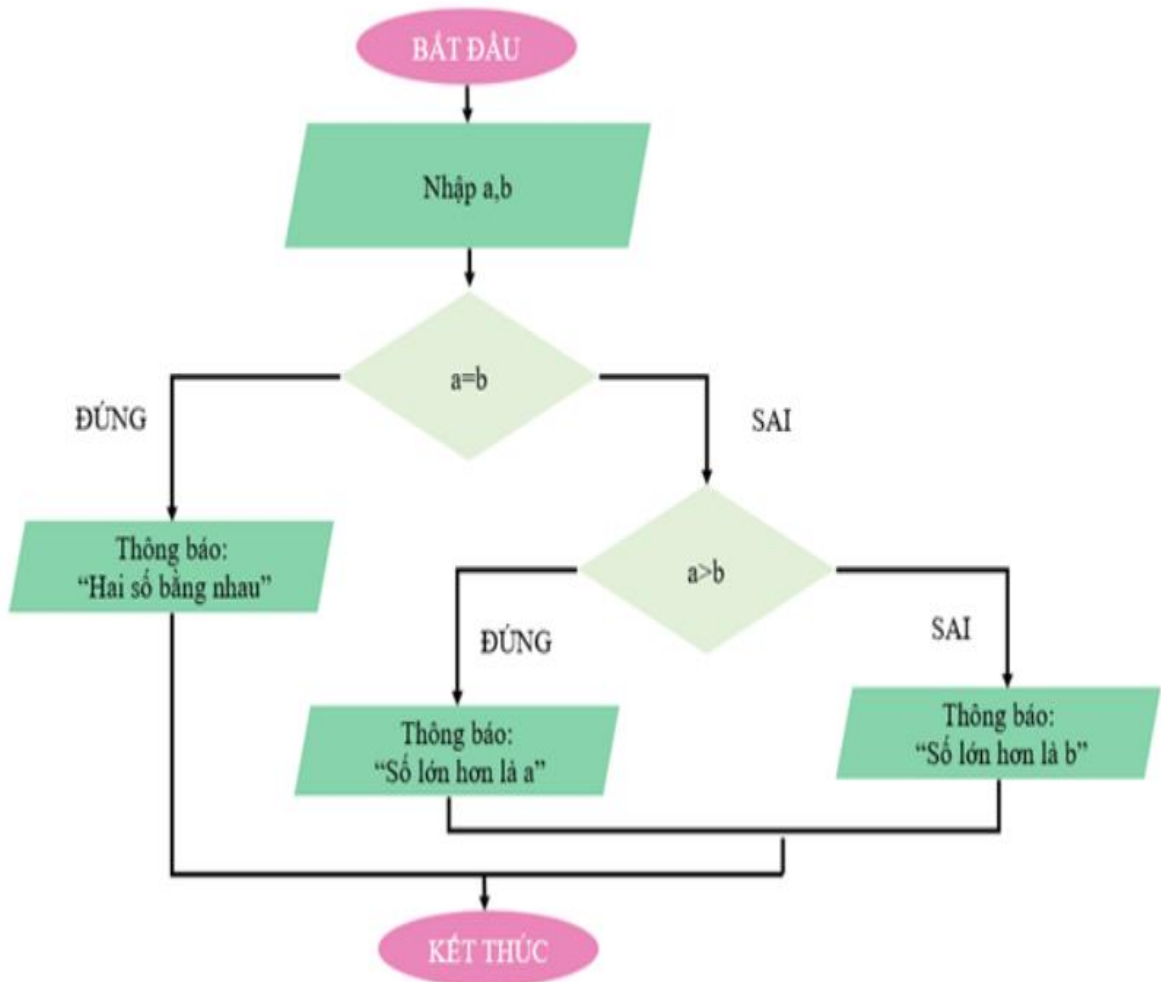 BẮT ĐẦU
Nhập a,b
a=b
ĐÚNG
SAI
Thông báo:
“Hai số bằng nhau”
a>b
ĐÚNG
SAI
Thông báo:
“Số lớn hơn là a”
Thông báo:
“Số lớn hơn là b”
KẾT THÚC